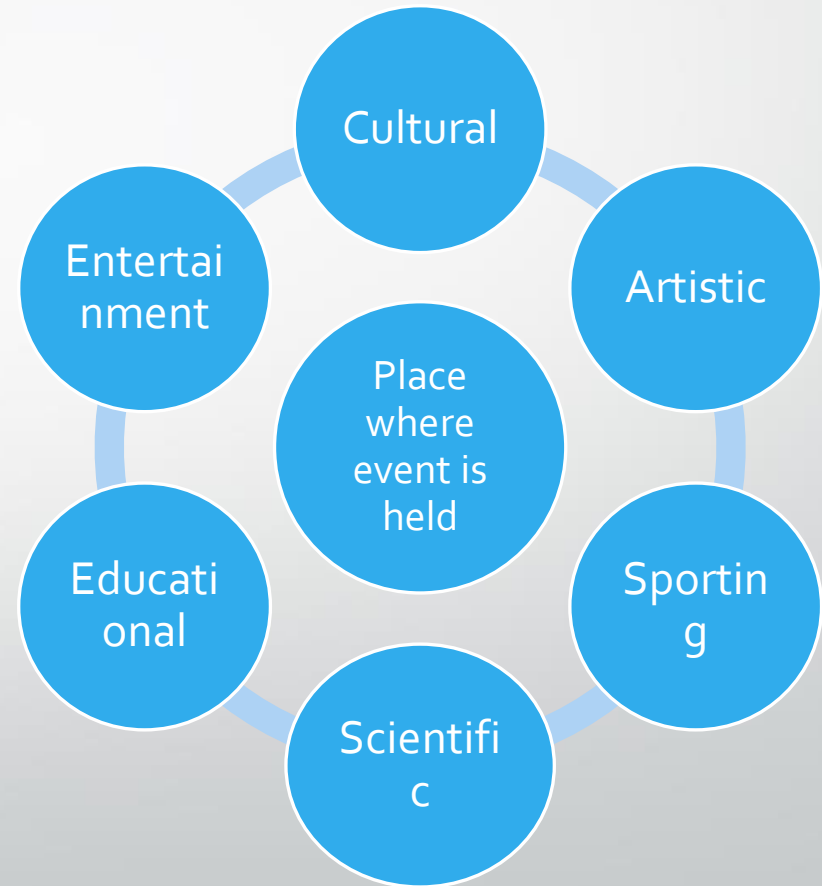 Cultural
Entertai
nment
Artistic
Place
where
event is
held
Educati
onal
Sportin
g
Scientifi
c